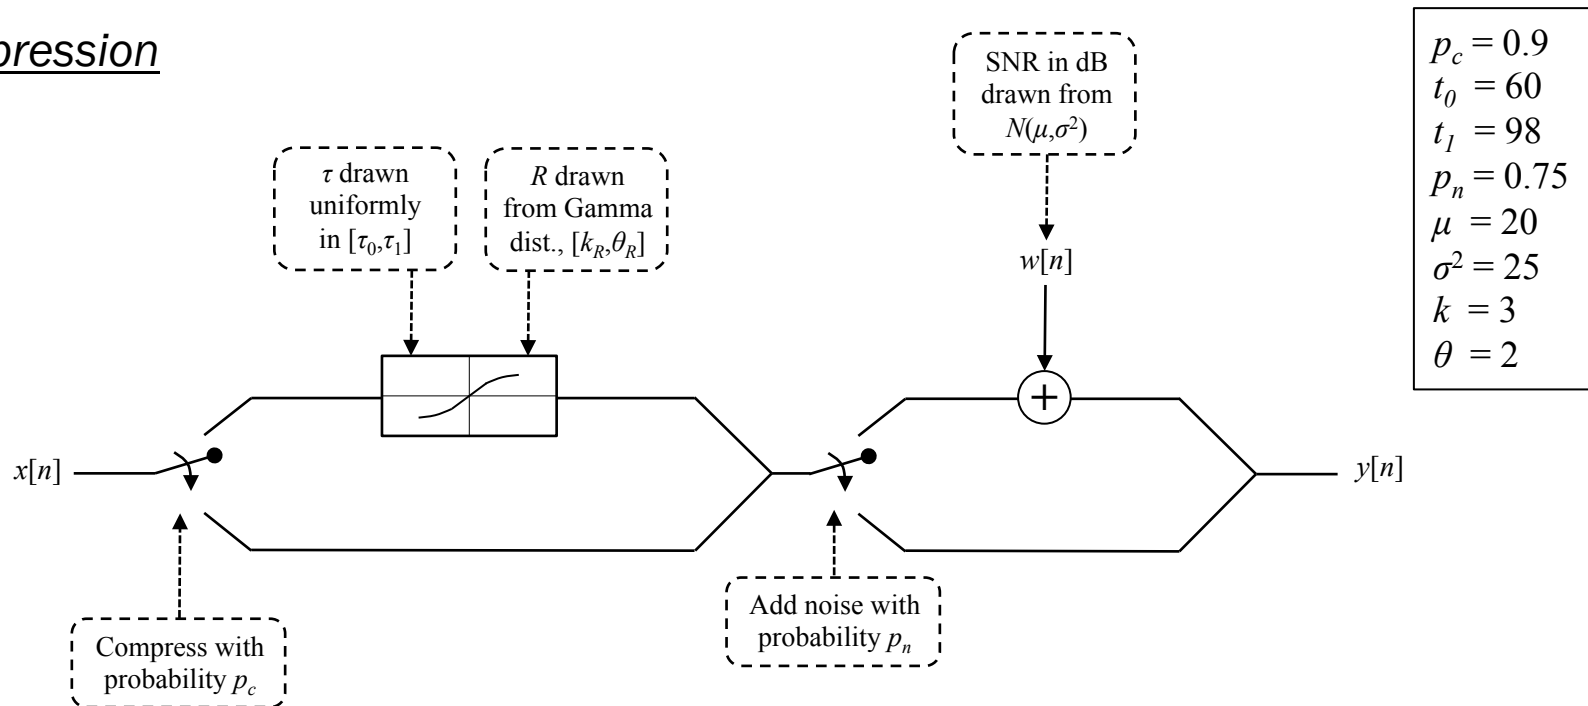 pression
SNR in dB
drawn from
N(μ,σ²)
τ drawn
uniformly
in [τ₀,τ₁]
R drawn
from Gamma
dist., [k_R,θ_R]
w[n]
+
x[n]
y[n]
Compress with
probability p_c
Add noise with
probability p_n
p_c = 0.9
t_0 = 60
t_1 = 98
p_n = 0.75
μ = 20
σ² = 25
k = 3
θ = 2